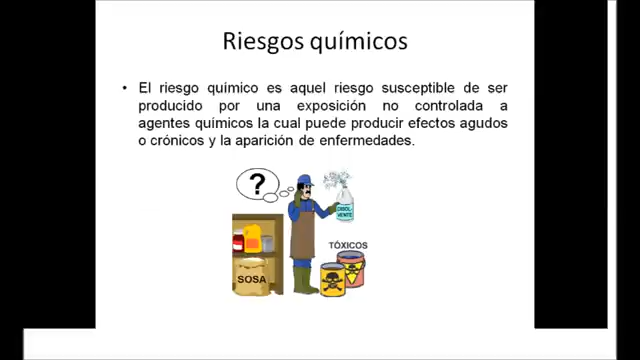 Riesgos químicos
• El riesgo químico es aquel riesgo susceptible de ser
producido por una exposición no controlada a
agentes químicos la cual puede producir efectos agudos
o crónicos y la aparición de enfermedades.
?
DISOL-
VENTE
TÓXICOS
SOSA